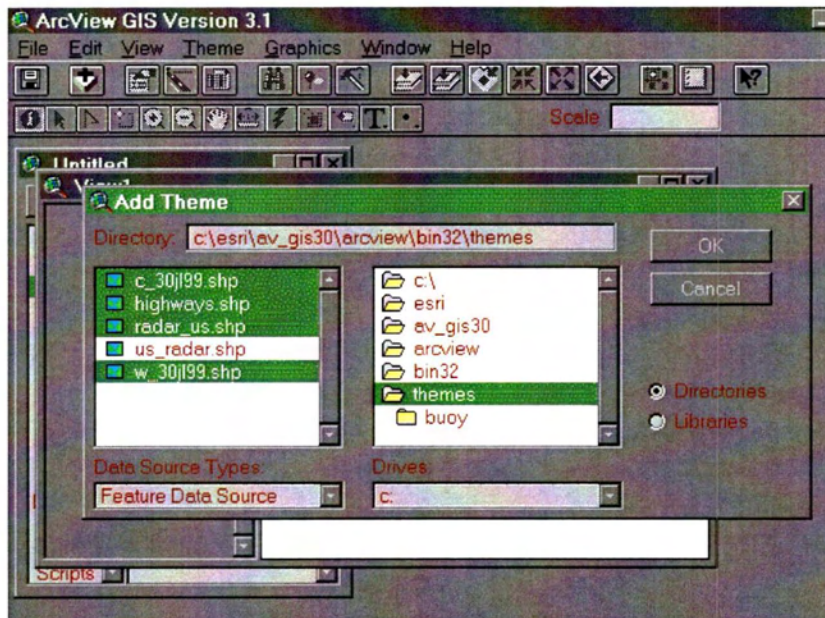 ArcView GIS Version 3.1
File Edit View Theme Graphics Window Help
Scale
Untitled
View1
Add Theme
Directory: c:\esri\av_gis30\arcview\bin32\themes
OK
Cancel
c_30jl99.shp
highways.shp
radar_us.shp
us_radar.shp
w_30jl99.shp
c:\
esri
av_gis30
arcview
bin32
themes
buoy
Directories
Libraries
Data Source Types:
Feature Data Source
Drives:
c:
Scripts